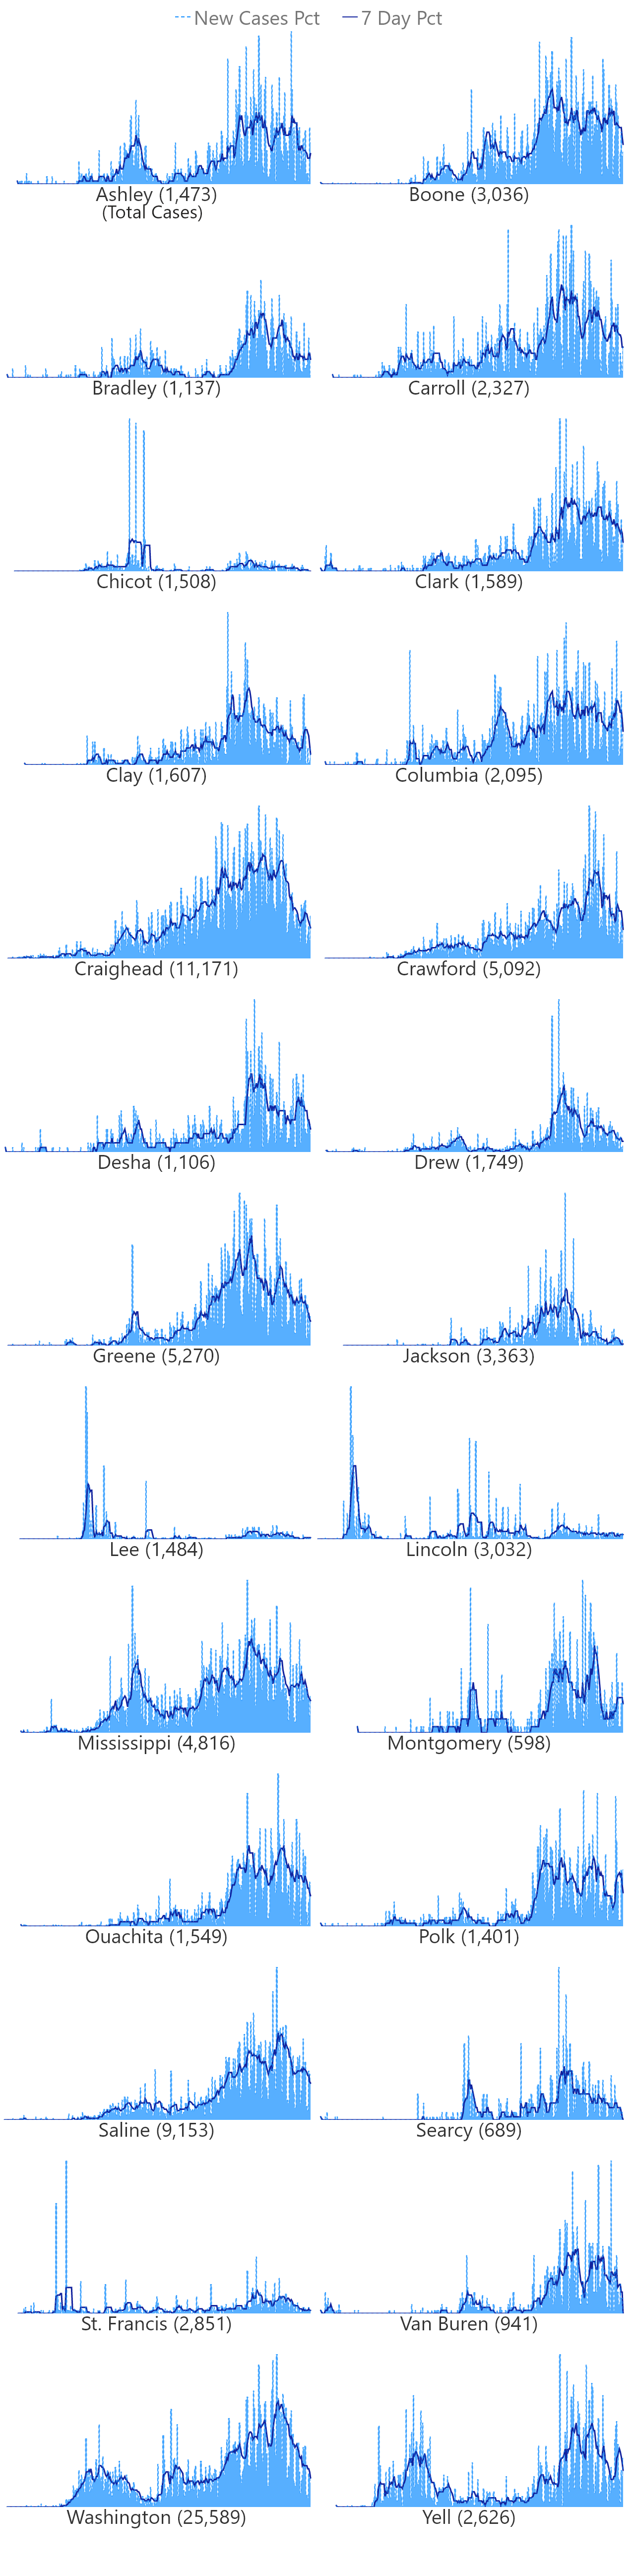 New Cases Pct 7 Day Pct
Ashley (1,473) Boone (3,036)
(Total Cases)
Bradley (1,137) Carroll (2,327)
Chicot (1,508) Clark (1,589)
Clay (1,607) Columbia (2,095)
Craighead (11,171) Crawford (5,092)
Desha (1,106) Drew (1,749)
Greene (5,270) Jackson (3,363)
Lee (1,484) Lincoln (3,032)
Mississippi (4,816) Montgomery (598)
Ouachita (1,549) Polk (1,401)
Saline (9,153) Searcy (689)
St. Francis (2,851) Van Buren (941)
Washington (25,589) Yell (2,626)